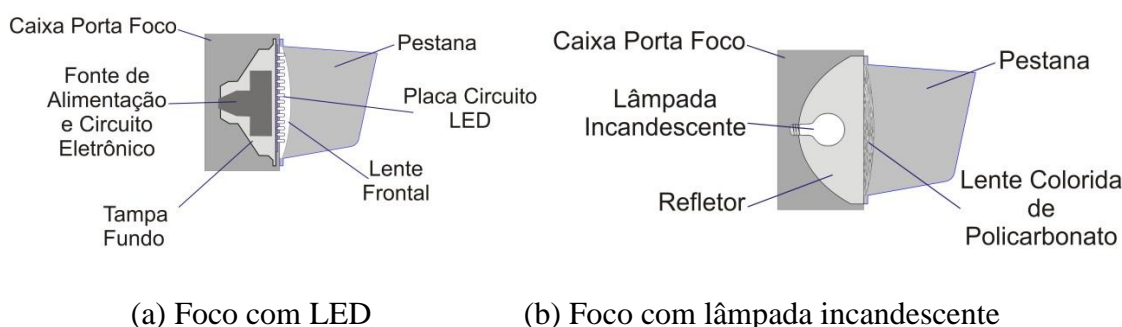 Caixa Porta Foco
Fonte de
Alimentação
e Circuito
Eletrônico
Tampa
Fundo
Pestana
Placa Circuito
LED
Lente
Frontal
(a) Foco com LED
Caixa Porta Foco
Lâmpada
Incandescente
Refletor
Pestana
Lente Colorida
de
Policarbonato
(b) Foco com lâmpada incandescente